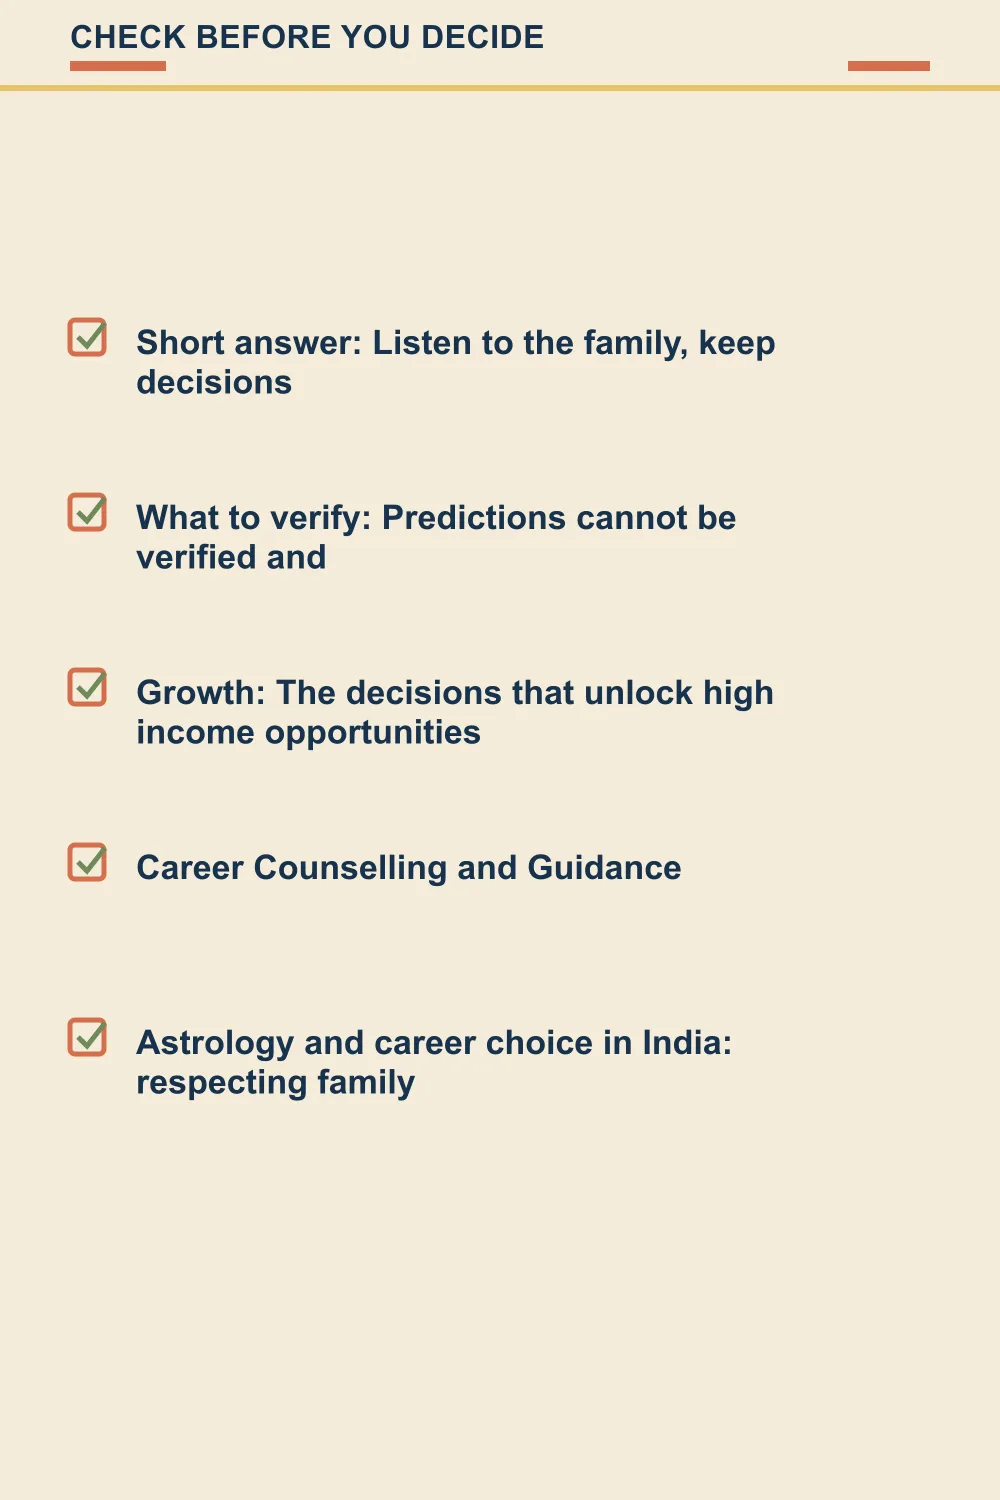 CHECK BEFORE YOU DECIDE
Short answer: Listen to the family, keep
decisions
What to verify: Predictions cannot be
verified and
Growth: The decisions that unlock high
income opportunities
Career Counselling and Guidance
Astrology and career choice in India:
respecting family